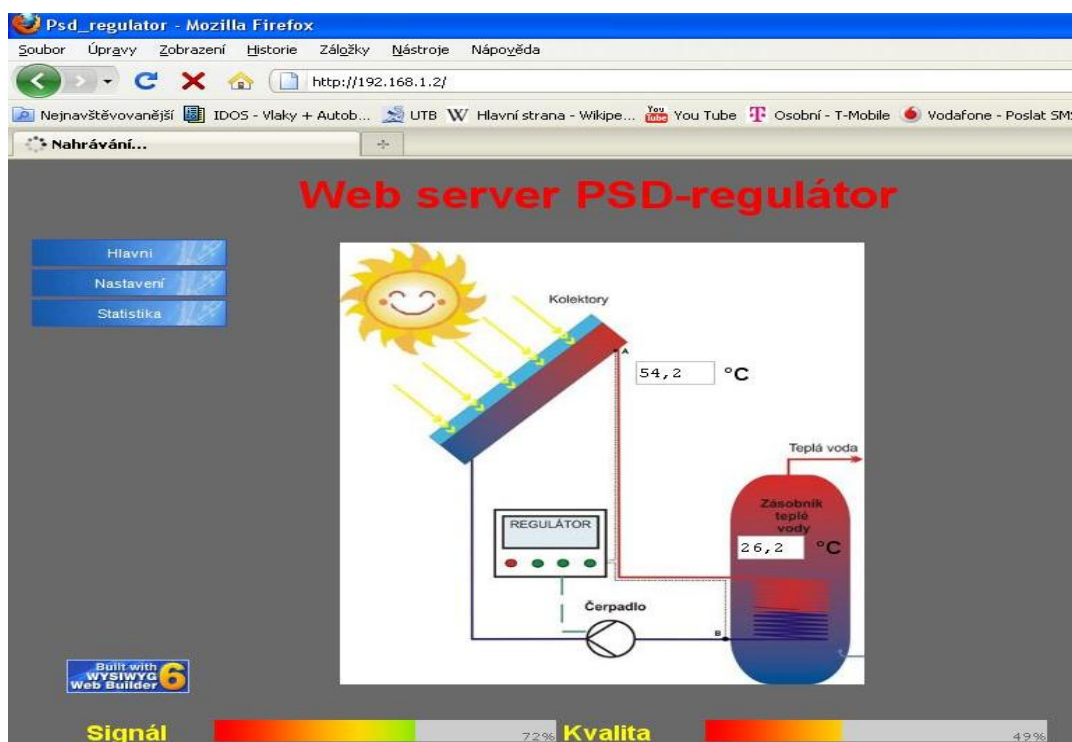 Psd_regulator - Mozilla Firefox
Soubor Úpravy Zobrazení Historie Záložky Nástroje Nápověda
http://192.168.1.2/
Nejnavštěvovanější IDOS - Vlaky + Autob... UTB W Hlavní strana - Wikipe... You Tube You Tube T Osobní - T-Mobile Vodafone - Poslat SMS
Nahrávání...
Web server PSD-regulátor
Hlavni
Nastavení
Statistika
Kolektory
A
54,2 °C
Teplá voda
Zásobník
teplé
vody
26,2 °C
REGULÁTOR
Čerpadlo
B
Built with
WYSIWYG
Web Builder 6
Signál 72% Kvalita 49%